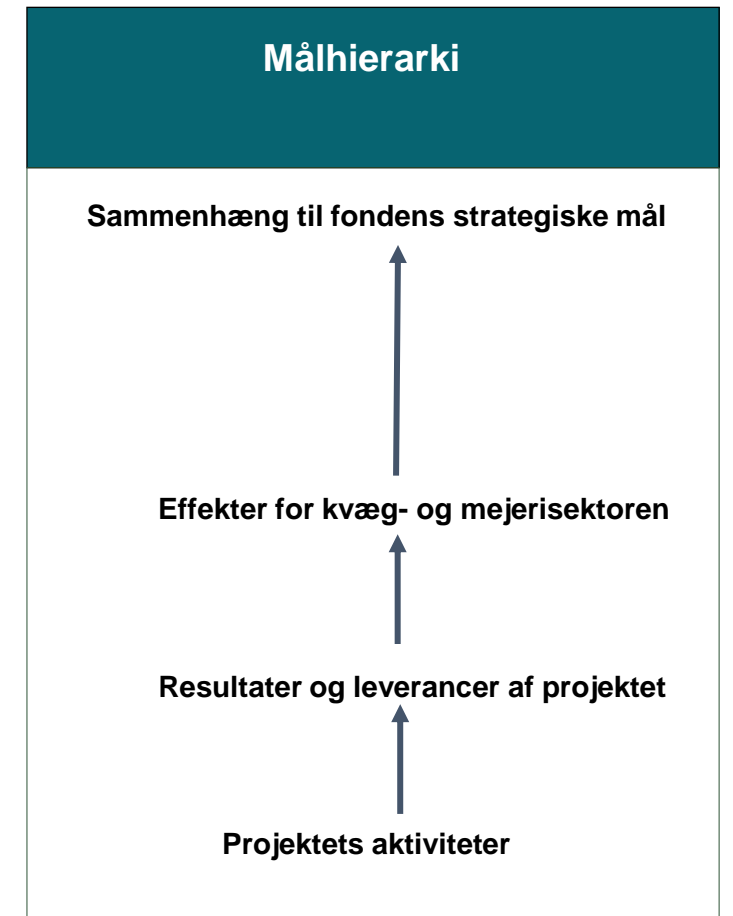 Målhierarki
Sammenhæng til fondens strategiske mål
Effekter for kvæg- og mejerisektoren
Resultater og leverancer af projektet
Projektets aktiviteter